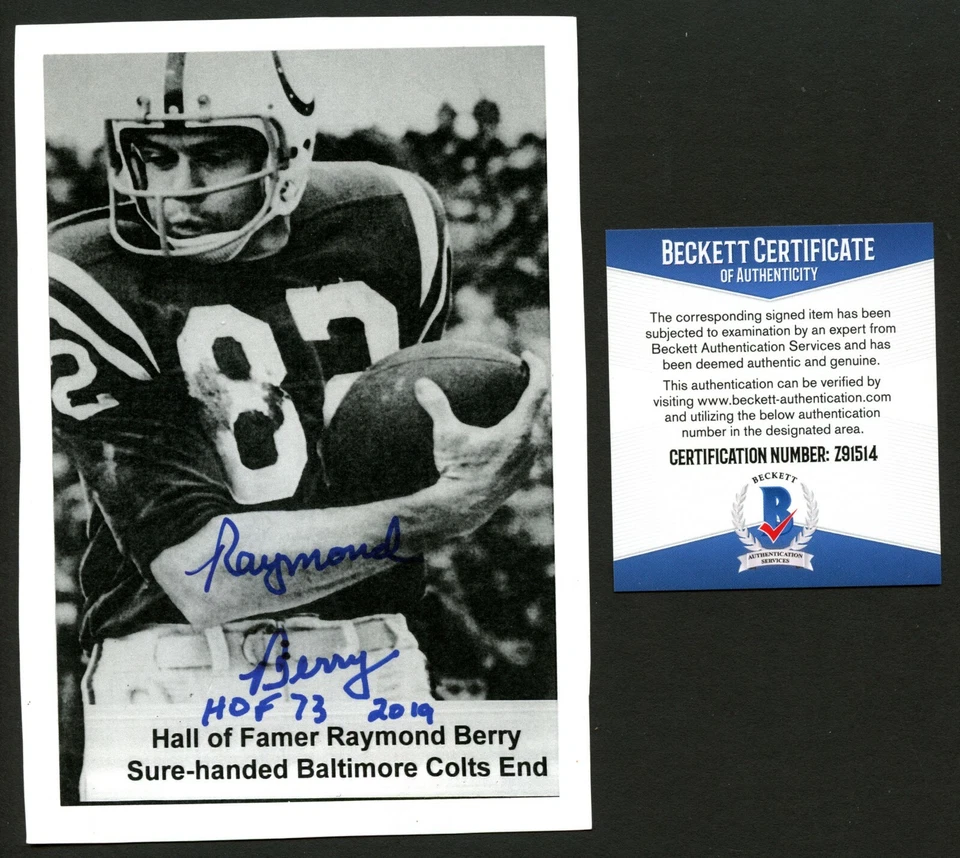 82
2
Raymond
Berry
HOF 73 2019
Hall of Famer Raymond Berry
Sure-handed Baltimore Colts End
BECKETT CERTIFICATE
OF AUTHENTICITY
The corresponding signed item has been
subjected to examination by an expert from
Beckett Authentication Services and has
been deemed authentic and genuine.
This authentication can be verified by
visiting www.beckett-authentication.com
and utilizing the below authentication
number in the designated area.
CERTIFICATION NUMBER: Z91514
BECKETT
B
AUTHENTICATION
SERVICES